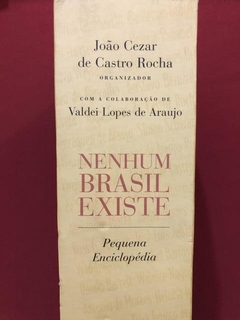 João Cezar
de Castro Rocha
ORGANIZADOR
COM A COLABORAÇÃO DE
Valdei Lopes de Araujo
NENHUM
BRASIL
EXISTE
Pequena
Enciclopédia